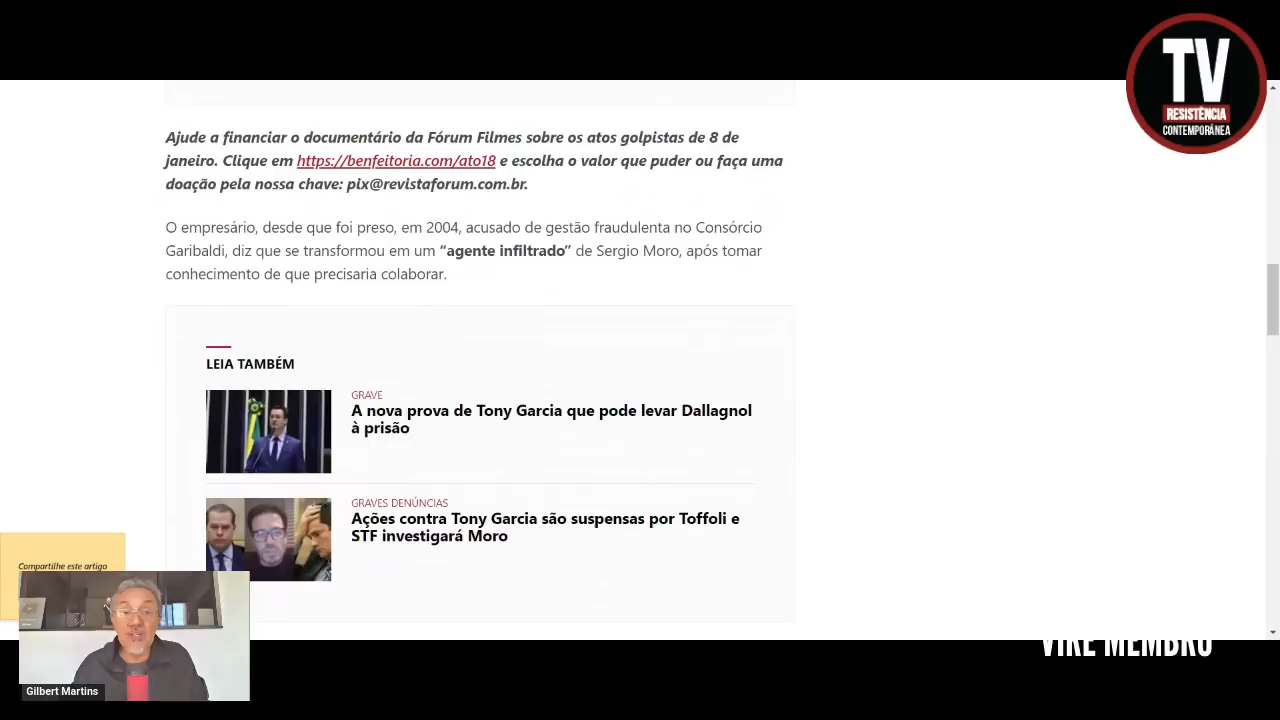 TV
RESISTÊNCIA
CONTEMPORÂNEA
Ajude a financiar o documentário da Fórum Filmes sobre os atos golpistas de 8 de
janeiro. Clique em https://benfeitoria.com/ato18 e escolha o valor que puder ou faça uma
doação pela nossa chave: pix@revistaforum.com.br.
O empresário, desde que foi preso, em 2004, acusado de gestão fraudulenta no Consórcio
Garibaldi, diz que se transformou em um “agente infiltrado” de Sergio Moro, após tomar
conhecimento de que precisaria colaborar.
LEIA TAMBÉM
GRAVE
A nova prova de Tony Garcia que pode levar Dallagnol
à prisão
GRAVES DENÚNCIAS
Ações contra Tony Garcia são suspensas por Toffoli e
STF investigará Moro
Compartilhe este artigo
Gilbert Martins
VIRE MEMBRO